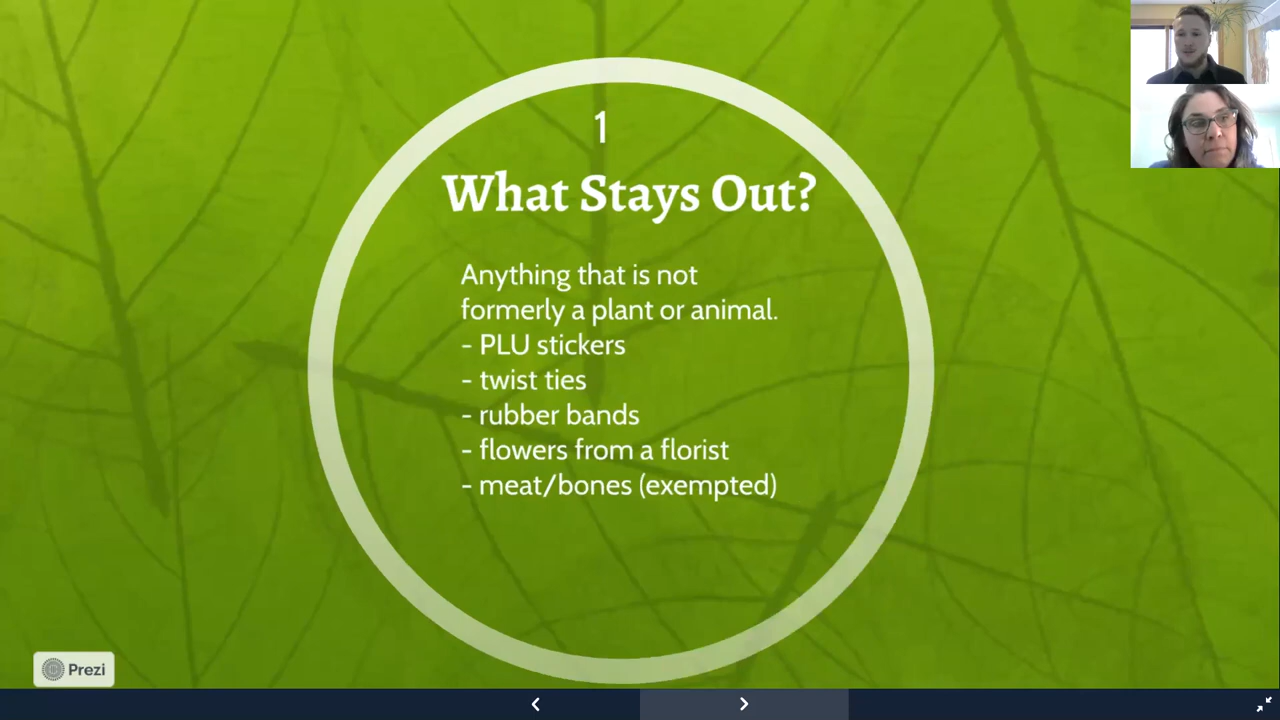 1
What Stays Out?
Anything that is not
formerly a plant or animal.
- PLU stickers
- twist ties
- rubber bands
- flowers from a florist
- meat/bones (exempted)
Prezi